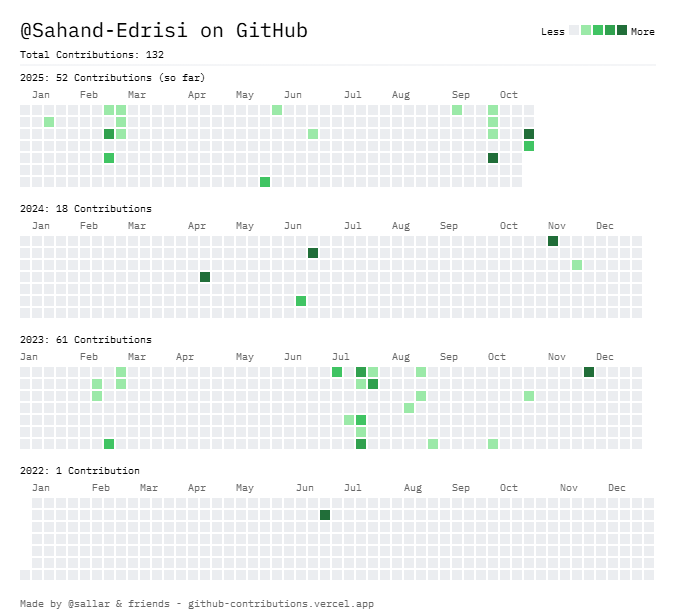 @Sahand-Edrisi on GitHub
Less More
Total Contributions: 132
2025: 52 Contributions (so far)
Jan Feb Mar Apr May Jun Jul Aug Sep Oct
2024: 18 Contributions
Jan Feb Mar Apr May Jun Jul Aug Sep Oct Nov Dec
2023: 61 Contributions
Jan Feb Mar Apr May Jun Jul Aug Sep Oct Nov Dec
2022: 1 Contribution
Jan Feb Mar Apr May Jun Jul Aug Sep Oct Nov Dec
Made by @sallar & friends - github-contributions.vercel.app